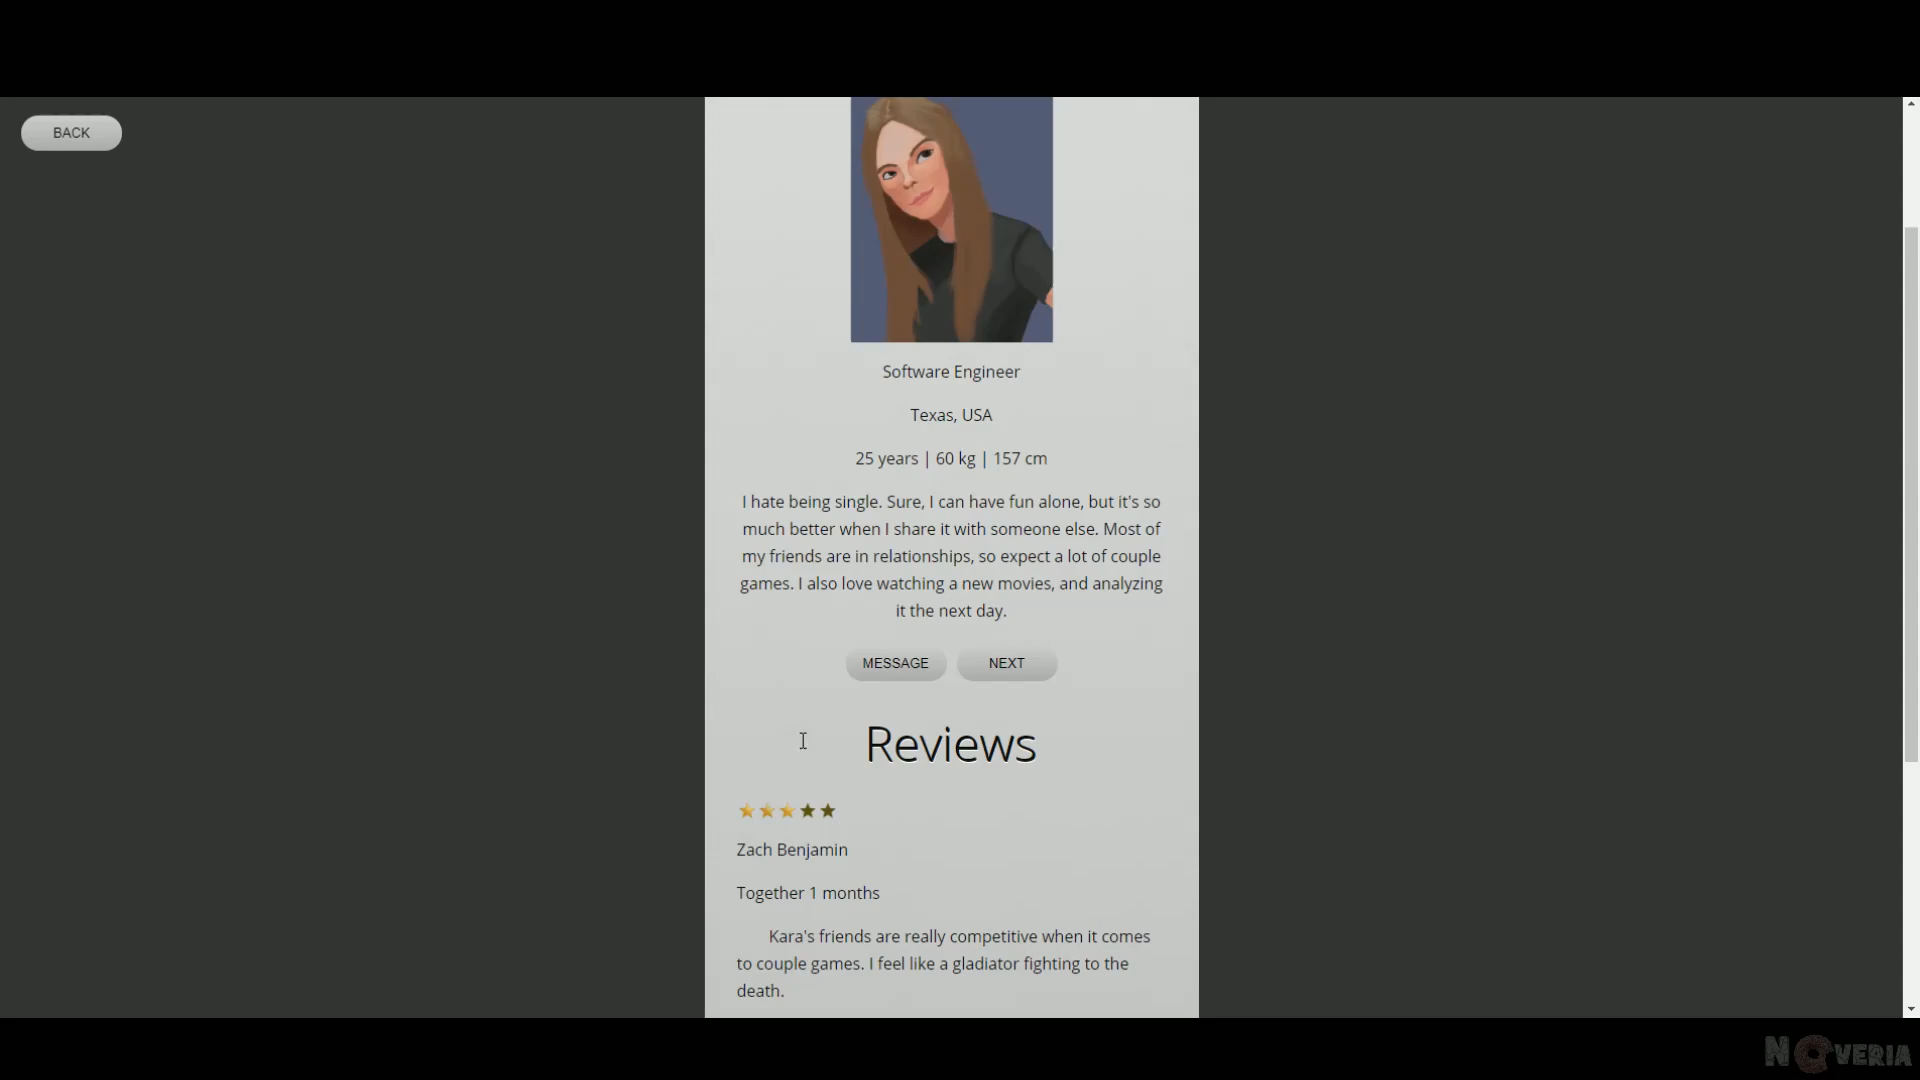 BACK
Software Engineer
Texas, USA
25 years | 60 kg | 157 cm
I hate being single. Sure, I can have fun alone, but it's so
much better when I share it with someone else. Most of
my friends are in relationships, so expect a lot of couple
games. I also love watching a new movies, and analyzing
it the next day.
MESSAGE NEXT
Reviews
Zach Benjamin
Together 1 months
Kara's friends are really competitive when it comes
to couple games. I feel like a gladiator fighting to the
death.
NOVERIA